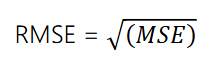 RMSE = √(MSE)